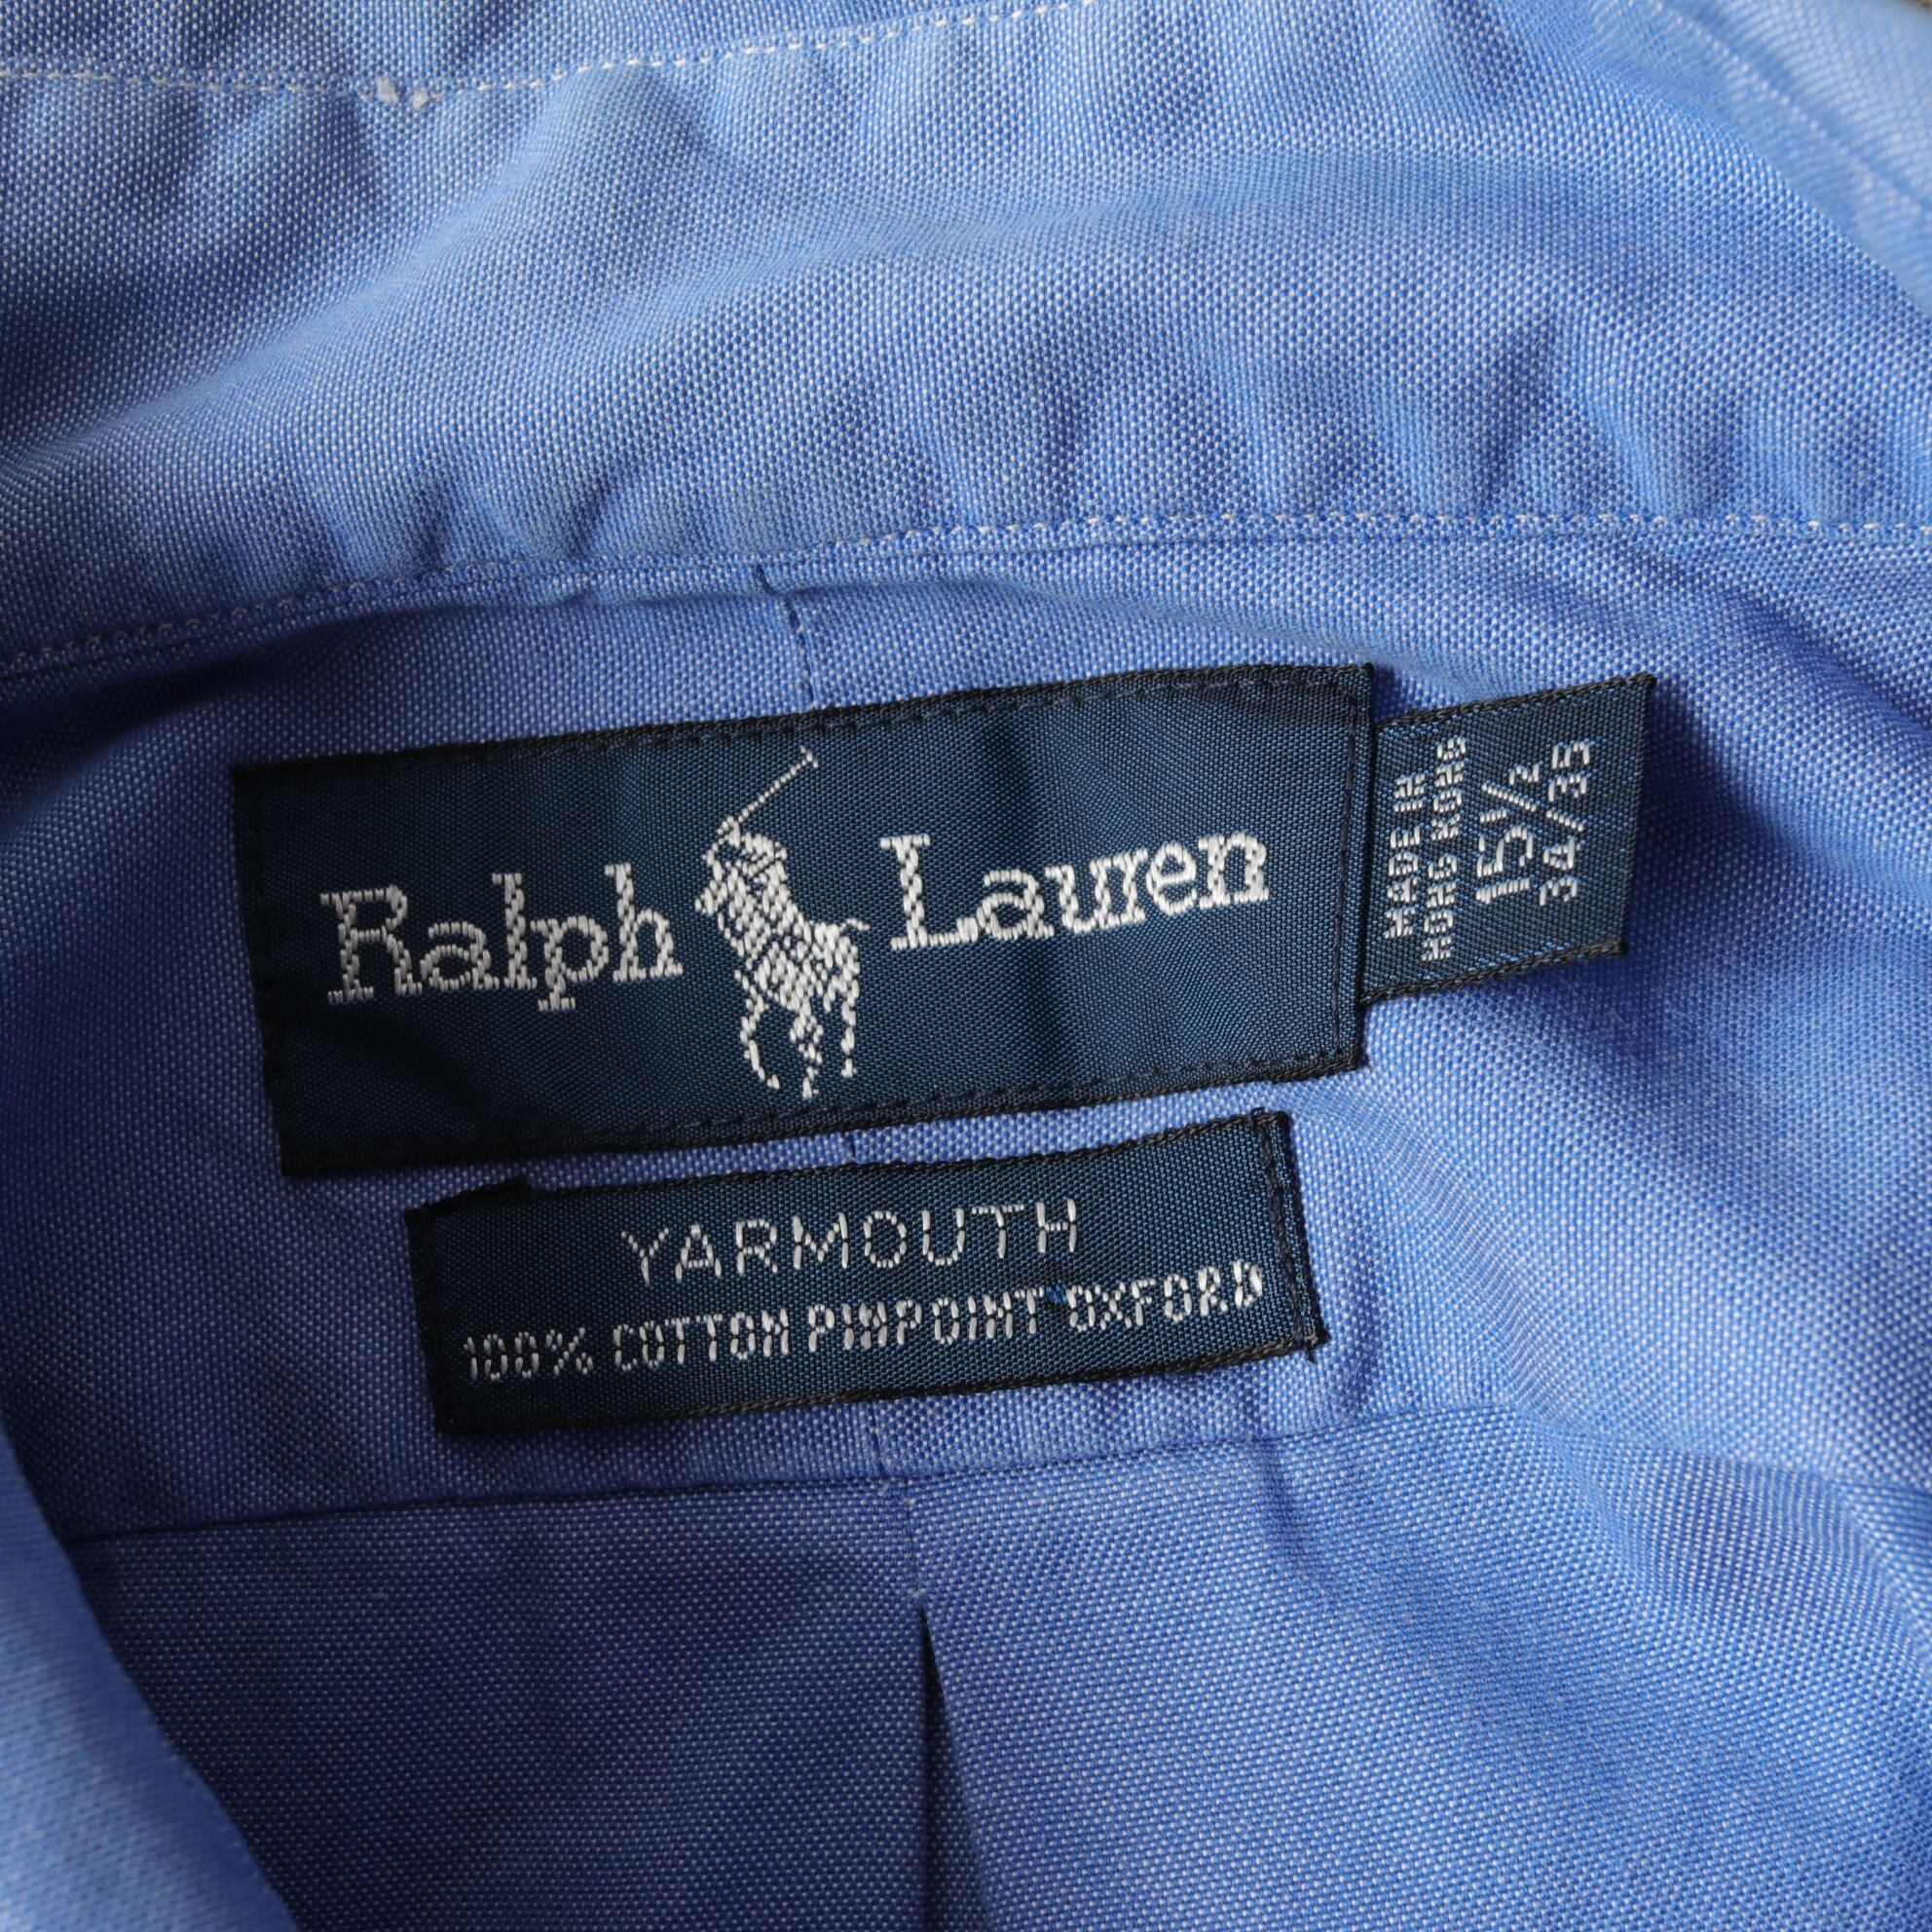 Ralph Lauren
MADE IN
HONG KONG
15½
34/35
YARMOUTH
100% COTTON PINPOINT OXFORD